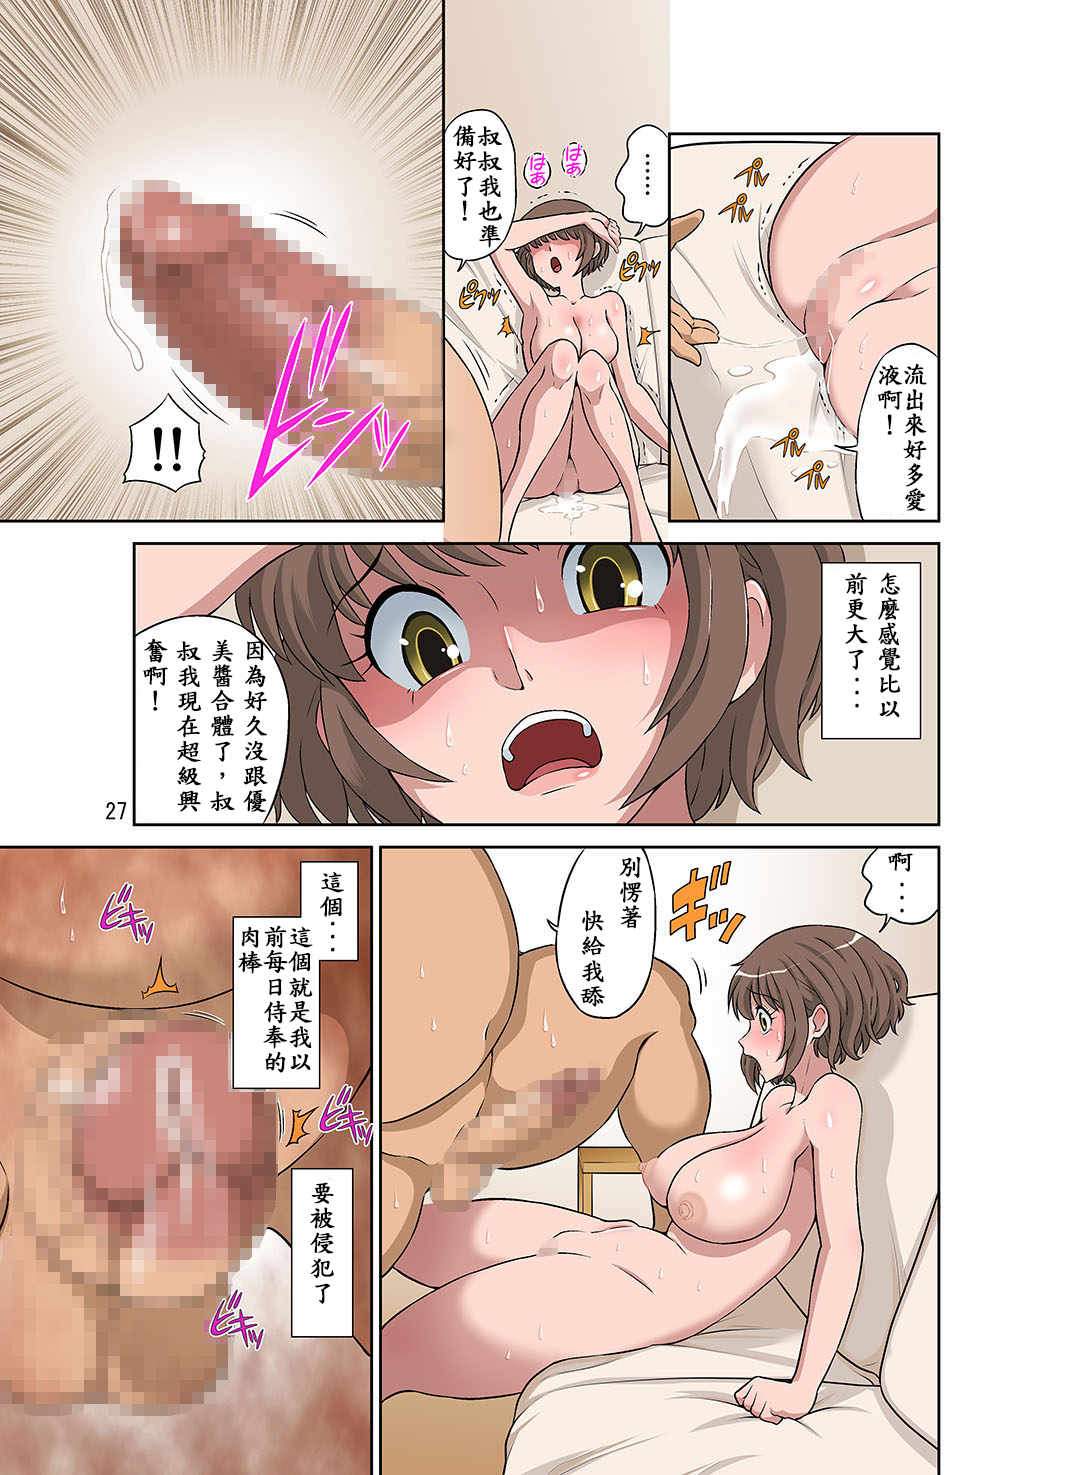 流出來好多愛
液啊！
プル
プル
プル
プル
……
はあ
はあ
叔叔我也準
備好了！
ピクッ
ピクッ
ビーンッ
!!
怎麼感覺比以
前更大了···
因為好久沒跟優
美醬合體了，叔
叔我現在超級興
奮啊！
27
啊···
ギッ
別愣著
快給我舔
這個···
這個就是我以
前每日侍奉的
肉棒
ビキッ
ビキッ
要被侵犯了
ビキッ